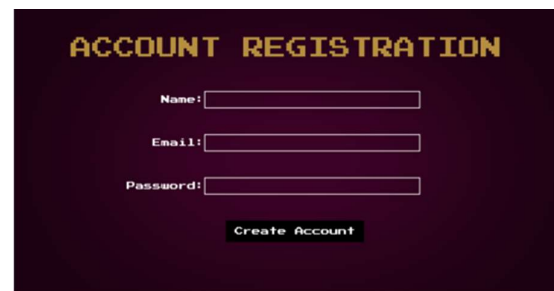 ACCOUNT REGISTRATION
Name:
Email:
Password:
Create Account